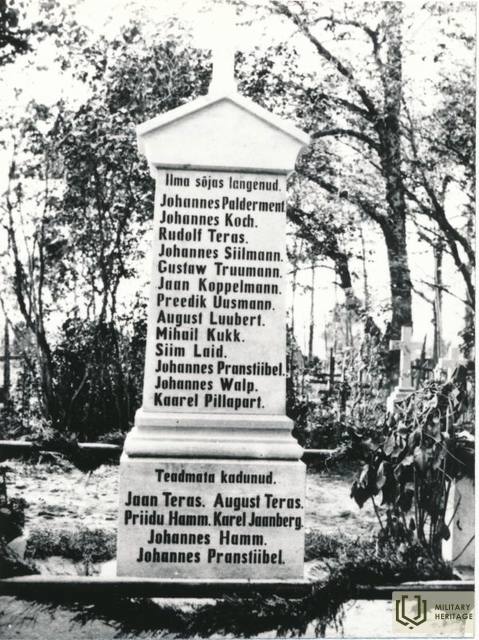 Ilma sõjas langenud.
Johannes Palderment
Johannes Koch.
Rudolf Teras.
Johannes Siilmann.
Gustaw Truumann.
Jaan Koppelmann.
Preedik Uusmann.
August Luubert.
Mihail Kukk.
Siim Laid.
Johannes Pranstiibel.
Johannes Walp.
Kaarel Pillapart.
Teadmata kadunud.
Jaan Teras. August Teras.
Priidu Hamm. Karel Jaanberg.
Johannes Hamm.
Johannes Pranstiibel.
MILITARY
HERITAGE